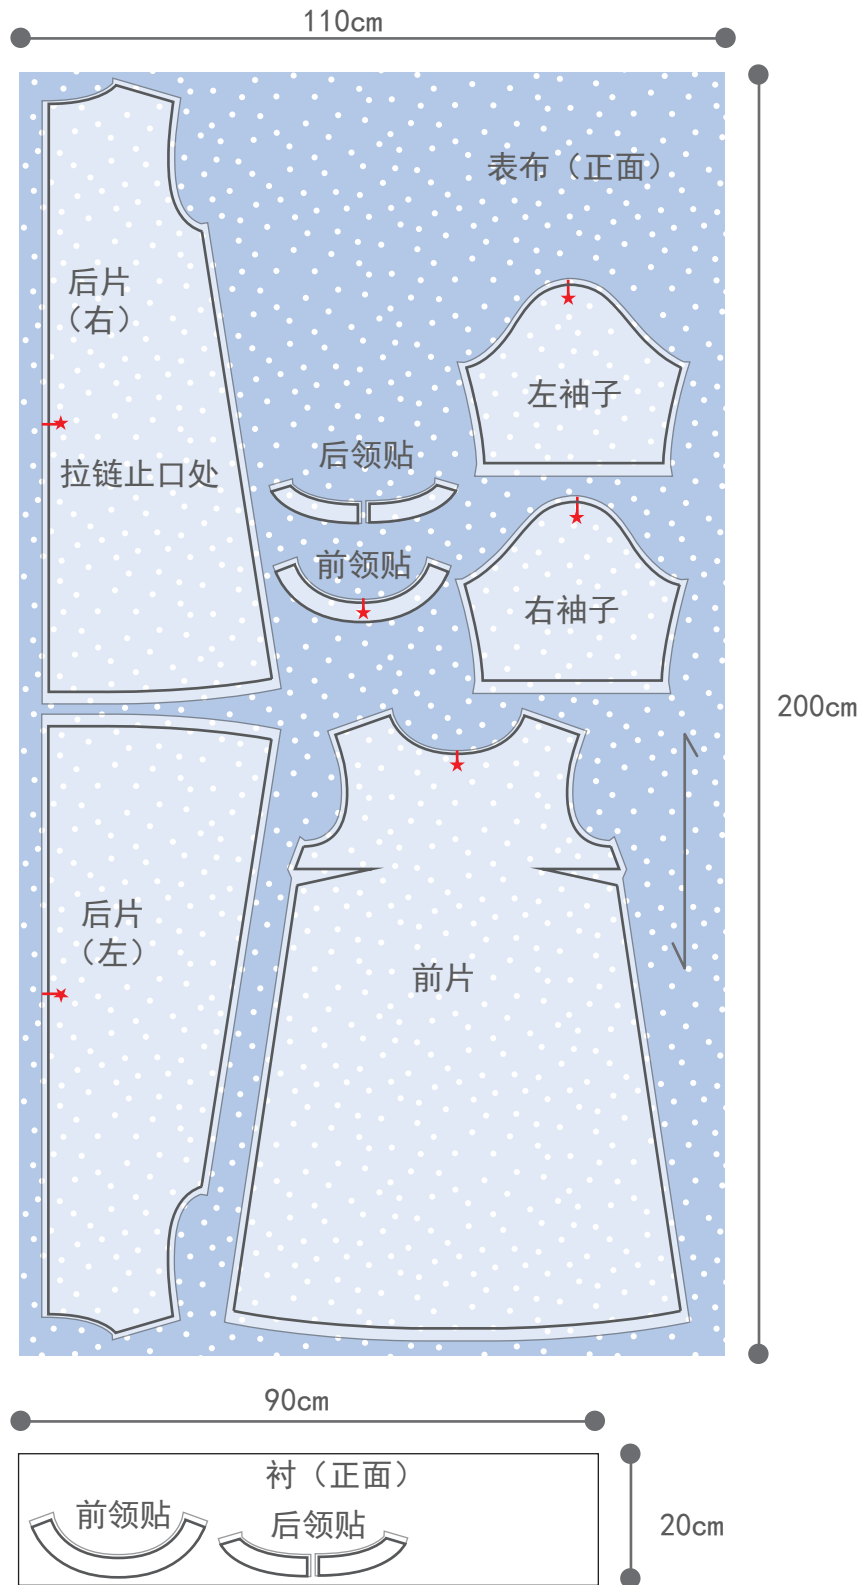 110cm
表布（正面）
后片
（右）
左袖子
后领贴
拉链止口处
前领贴
右袖子
200cm
后片
（左）
前片
90cm
衬（正面）
前领贴
后领贴
20cm